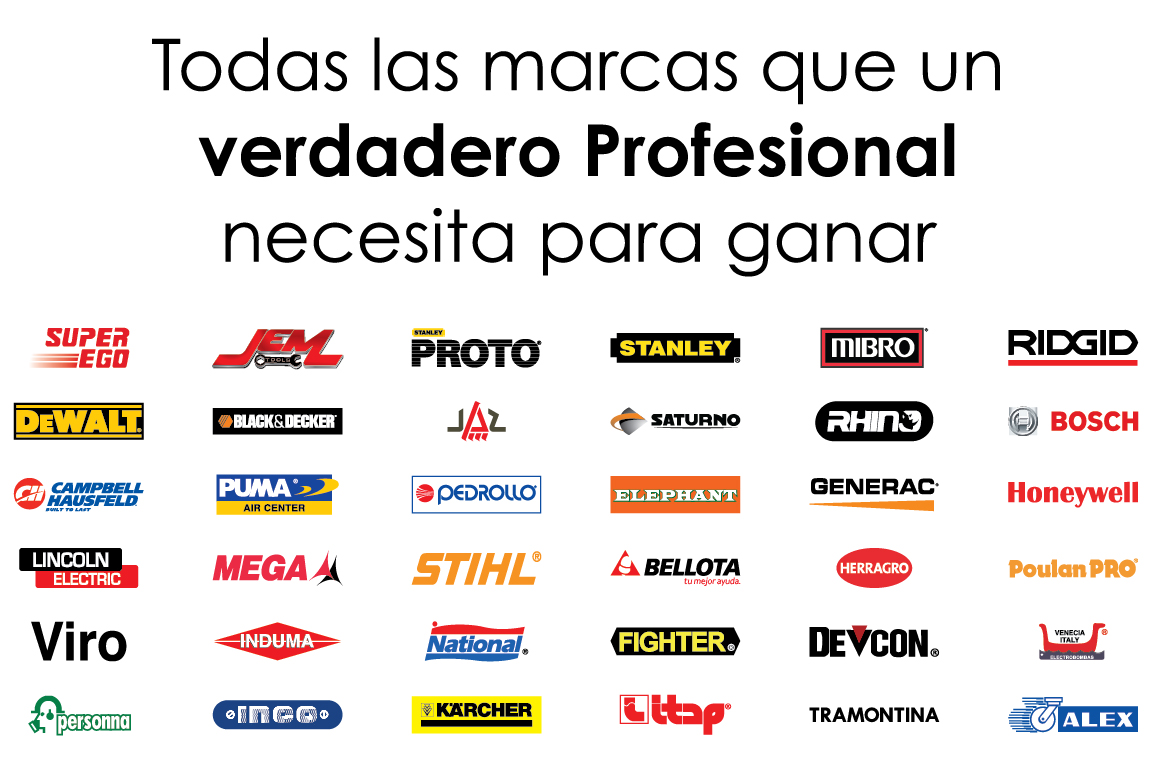 Todas las marcas que un
verdadero Profesional
necesita para ganar
SUPER
EGO
JEM
TOOLS
STANLEY
PROTO®
STANLEY®
MIBRO®
RIDGID
DEWALT®
BLACK&DECKER
JAZ
SATURNO
RHINO
BOSCH
CH
CAMPBELL
HAUSFELD
BUILT TO LAST
PUMA®
AIR CENTER
PEDROLLO®
ELEPHANT
GENERAC®
Honeywell
LINCOLN
ELECTRIC
MEGA
STIHL®
BELLOTA
tu mejor ayuda.
HERRAGRO
Poulan PRO®
Viro
INDUMA
National®
FIGHTER®
DEVCON®
VENECIA
ITALY
ELECTROBOMBAS
®
personna
inco
KÄRCHER
itap®
TRAMONTINA
ALEX